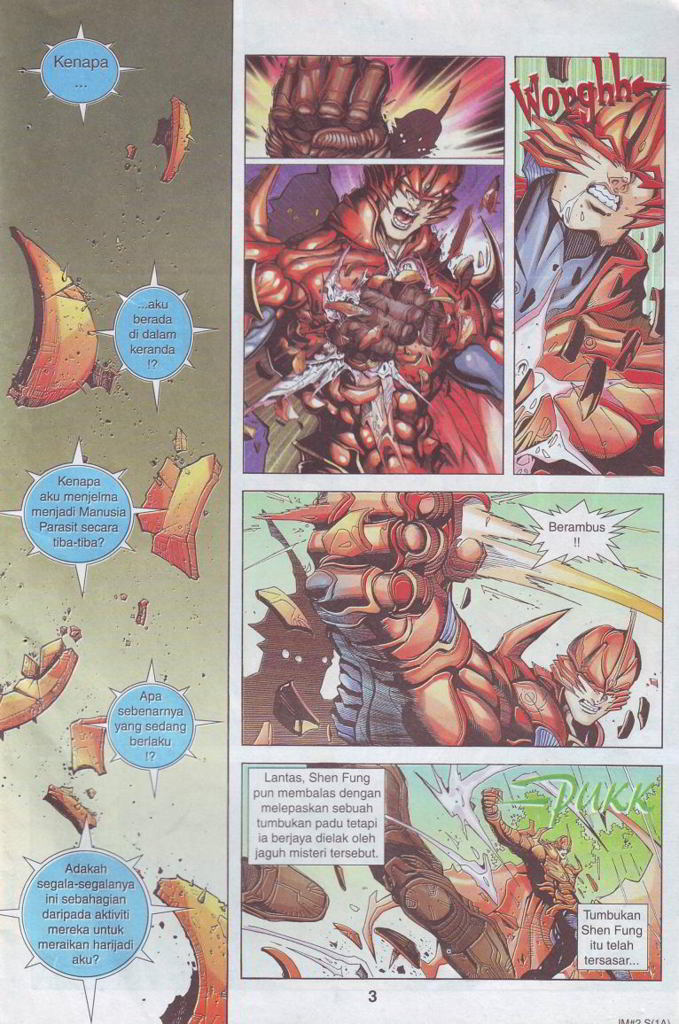 Kenapa
...
...aku
berada
di dalam
keranda
!?
Kenapa
aku menjelma
menjadi Manusia
Parasit secara
tiba-tiba?
Apa
sebenarnya
yang sedang
berlaku
!?
Adakah
segala-segalanya
ini sebahagian
daripada aktiviti
mereka untuk
meraikan harijadi
aku?
Worghh
Berambus
!!
Lantas, Shen Fung
pun membalas dengan
melepaskan sebuah
tumbukan padu tetapi
ia berjaya dielak oleh
jaguh misteri tersebut.
PUKK
Tumbukan
Shen Fung
itu telah
tersasar...
3